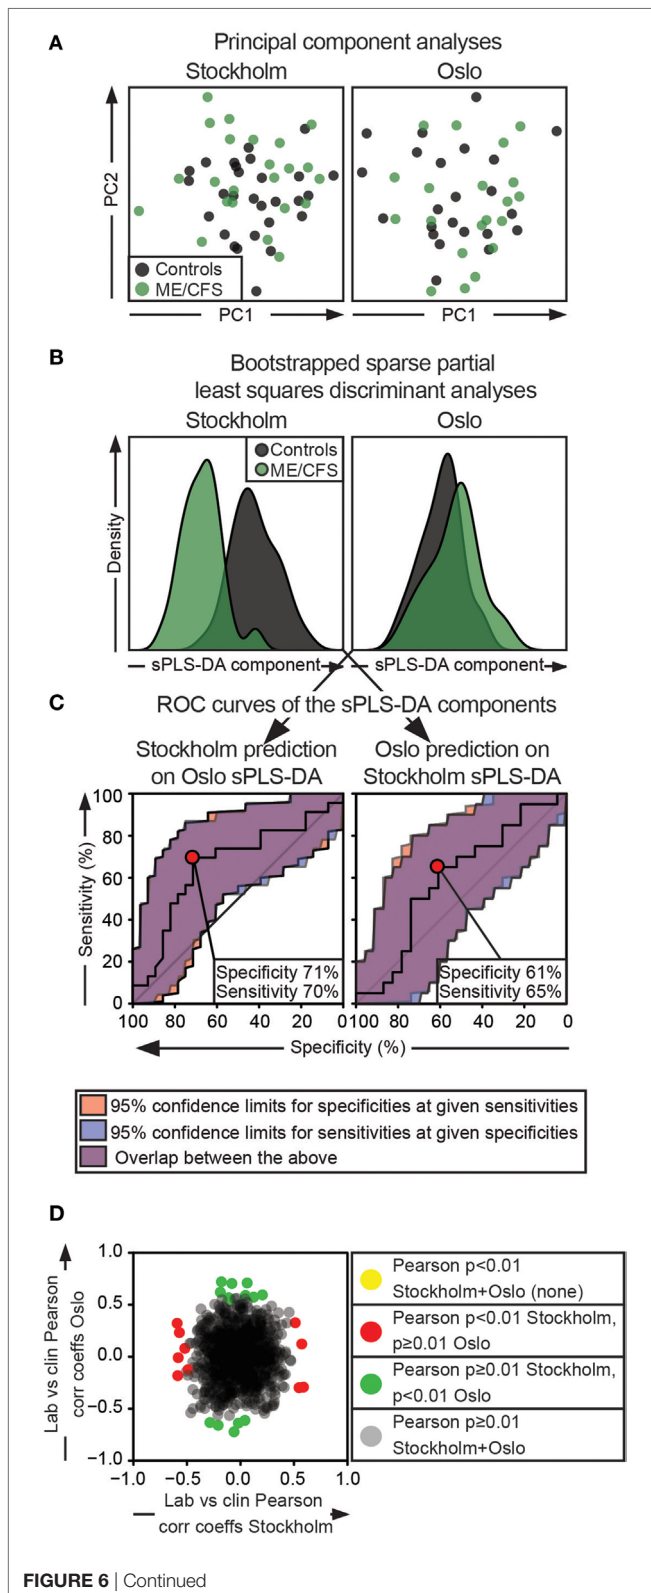 A
Principal component analyses
Stockholm
Oslo
PC2
Controls
ME/CFS
PC1
PC1
B
Bootstrapped sparse partial
least squares discriminant analyses
Stockholm
Oslo
Density
Controls
ME/CFS
sPLS-DA component
sPLS-DA component
C
ROC curves of the sPLS-DA components
Stockholm prediction
on Oslo sPLS-DA
Oslo prediction on
Stockholm sPLS-DA
Sensitivity (%)
100
80
60
40
20
0
Specificity 71%
Sensitivity 70%
Specificity 61%
Sensitivity 65%
100 80 60 40 20 0
100 80 60 40 20 0
Specificity (%)
95% confidence limits for specificities at given sensitivities
95% confidence limits for sensitivities at given specificities
Overlap between the above
D
Lab vs clin Pearson
corr coeffs Oslo
1.0
0.5
0.0
−0.5
−1.0
−1.0 −0.5 0.0 0.5 1.0
Lab vs clin Pearson
corr coeffs Stockholm
Pearson p<0.01
Stockholm+Oslo (none)
Pearson p<0.01 Stockholm,
p≥0.01 Oslo
Pearson p≥0.01 Stockholm,
p<0.01 Oslo
Pearson p≥0.01
Stockholm+Oslo
FIGURE 6 | Continued